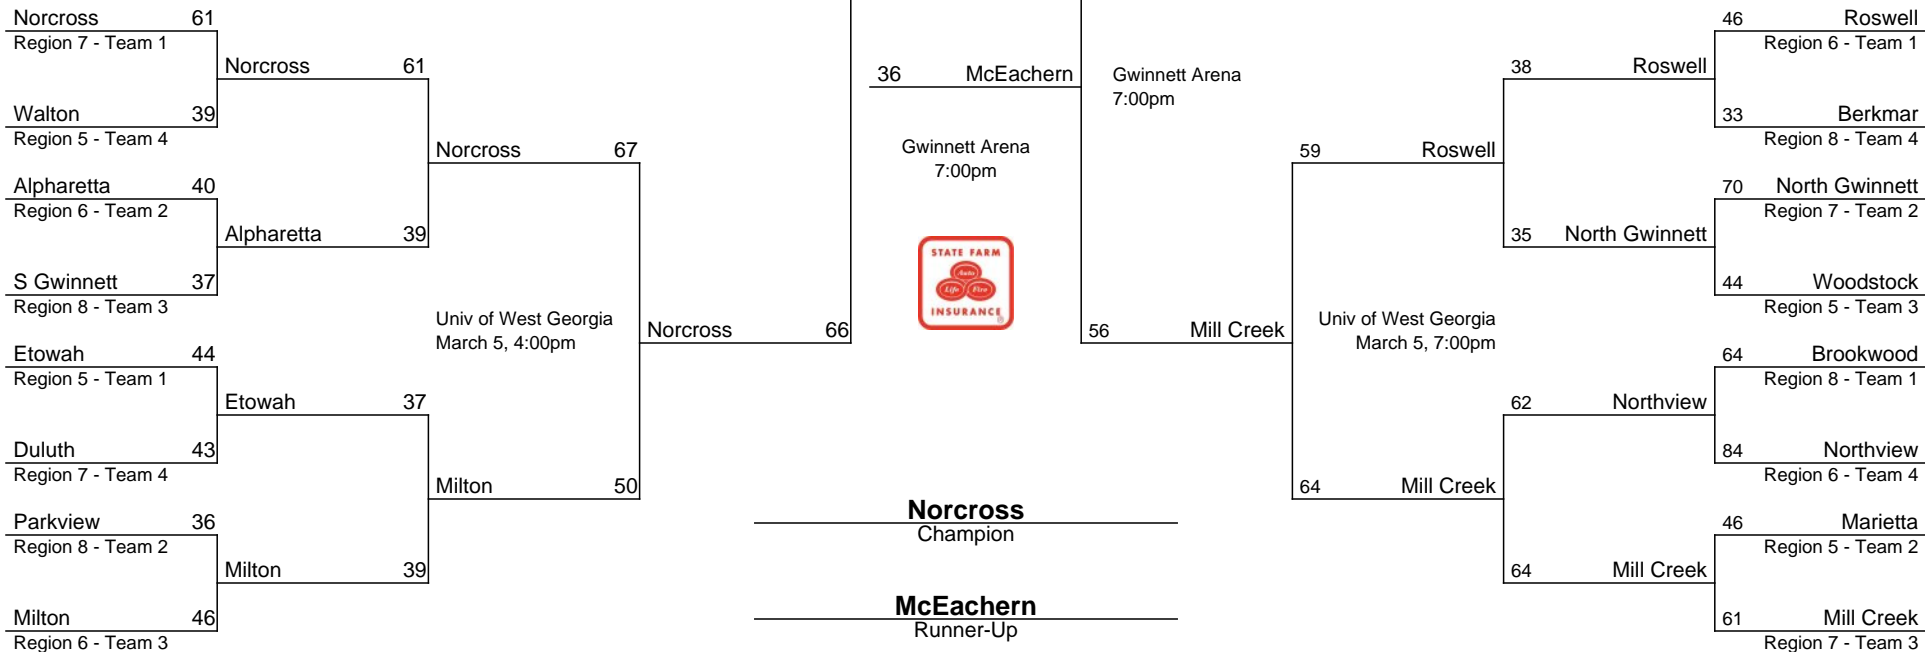 Norcross 61
Region 7 - Team 1
Norcross 61
Walton 39
Region 5 - Team 4
Norcross 67
Alpharetta 40
Region 6 - Team 2
Alpharetta 39
S Gwinnett 37
Region 8 - Team 3
Univ of West Georgia
March 5, 4:00pm
Norcross 66
Etowah 44
Region 5 - Team 1
Etowah 37
Duluth 43
Region 7 - Team 4
Milton 50
Parkview 36
Region 8 - Team 2
Milton 39
Milton 46
Region 6 - Team 3
36 McEachern
Gwinnett Arena
7:00pm
Gwinnett Arena
7:00pm
STATE FARM
Auto
Life Fire
INSURANCE
®
Norcross
Champion
McEachern
Runner-Up
46 Roswell
Region 6 - Team 1
38 Roswell
33 Berkmar
Region 8 - Team 4
59 Roswell
70 North Gwinnett
Region 7 - Team 2
35 North Gwinnett
44 Woodstock
Region 5 - Team 3
56 Mill Creek
Univ of West Georgia
March 5, 7:00pm
64 Brookwood
Region 8 - Team 1
62 Northview
84 Northview
Region 6 - Team 4
64 Mill Creek
46 Marietta
Region 5 - Team 2
64 Mill Creek
61 Mill Creek
Region 7 - Team 3